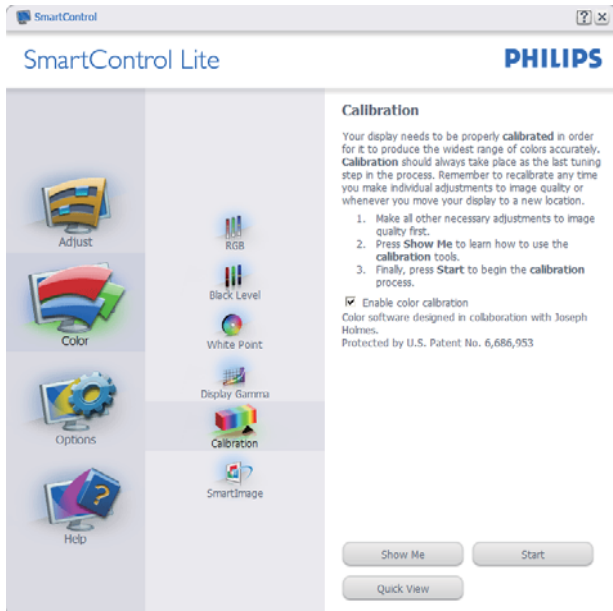 SmartControl
SmartControl Lite
PHILIPS
Adjust
Color
Options
Help
RGB
Black Level
White Point
Display Gamma
Calibration
SmartImage
Calibration
Your display needs to be properly calibrated in order
for it to produce the widest range of colors accurately.
Calibration should always take place as the last tuning
step in the process. Remember to recalibrate any time
you make individual adjustments to image quality or
whenever you move your display to a new location.
1. Make all other necessary adjustments to image
quality first.
2. Press Show Me to learn how to use the
calibration tools.
3. Finally, press Start to begin the calibration
process.
Enable color calibration
Color software designed in collaboration with Joseph
Holmes.
Protected by U.S. Patent No. 6,686,953
Show Me
Start
Quick View